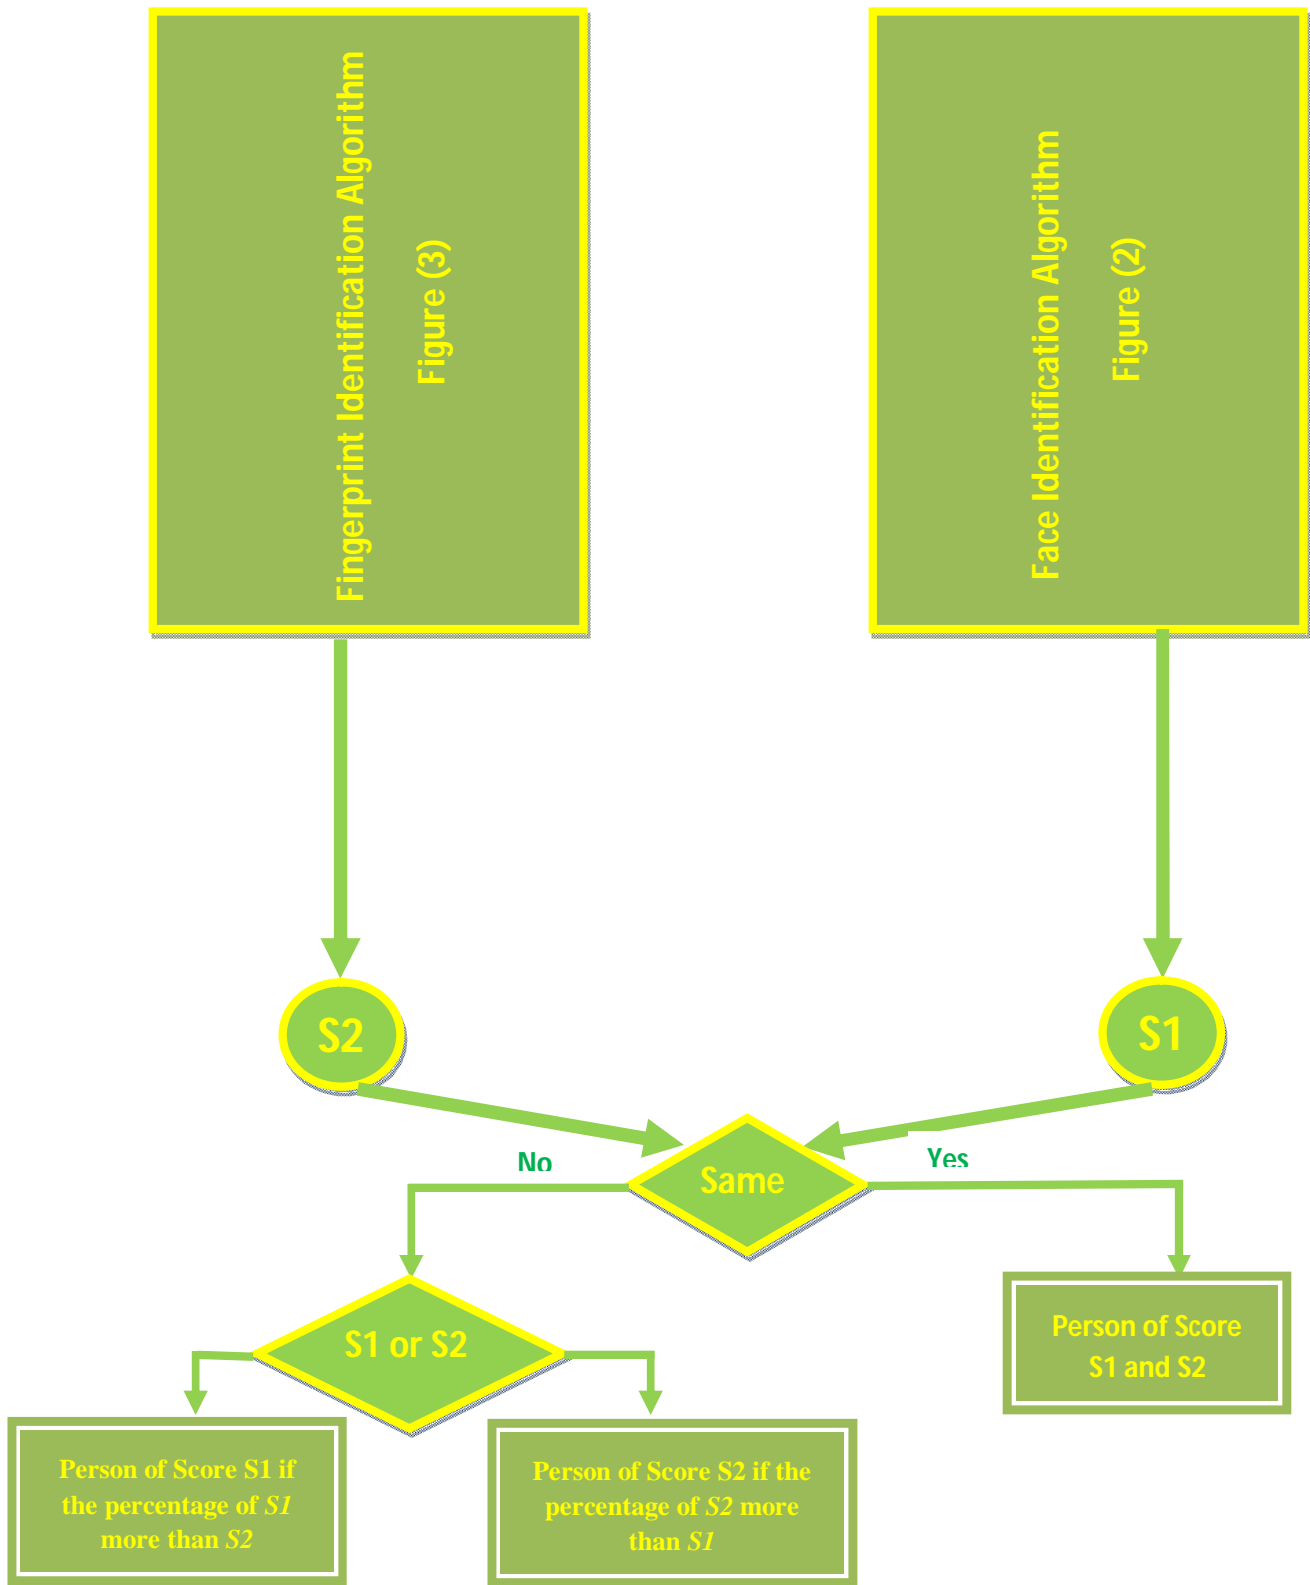 Fingerprint Identification Algorithm
Figure (3)
Face Identification Algorithm
Figure (2)
S2
S1
No
Yes
Same
S1 or S2
Person of Score
S1 and S2
Person of Score S1 if
the percentage of S1
more than S2
Person of Score S2 if the
percentage of S2 more
than S1